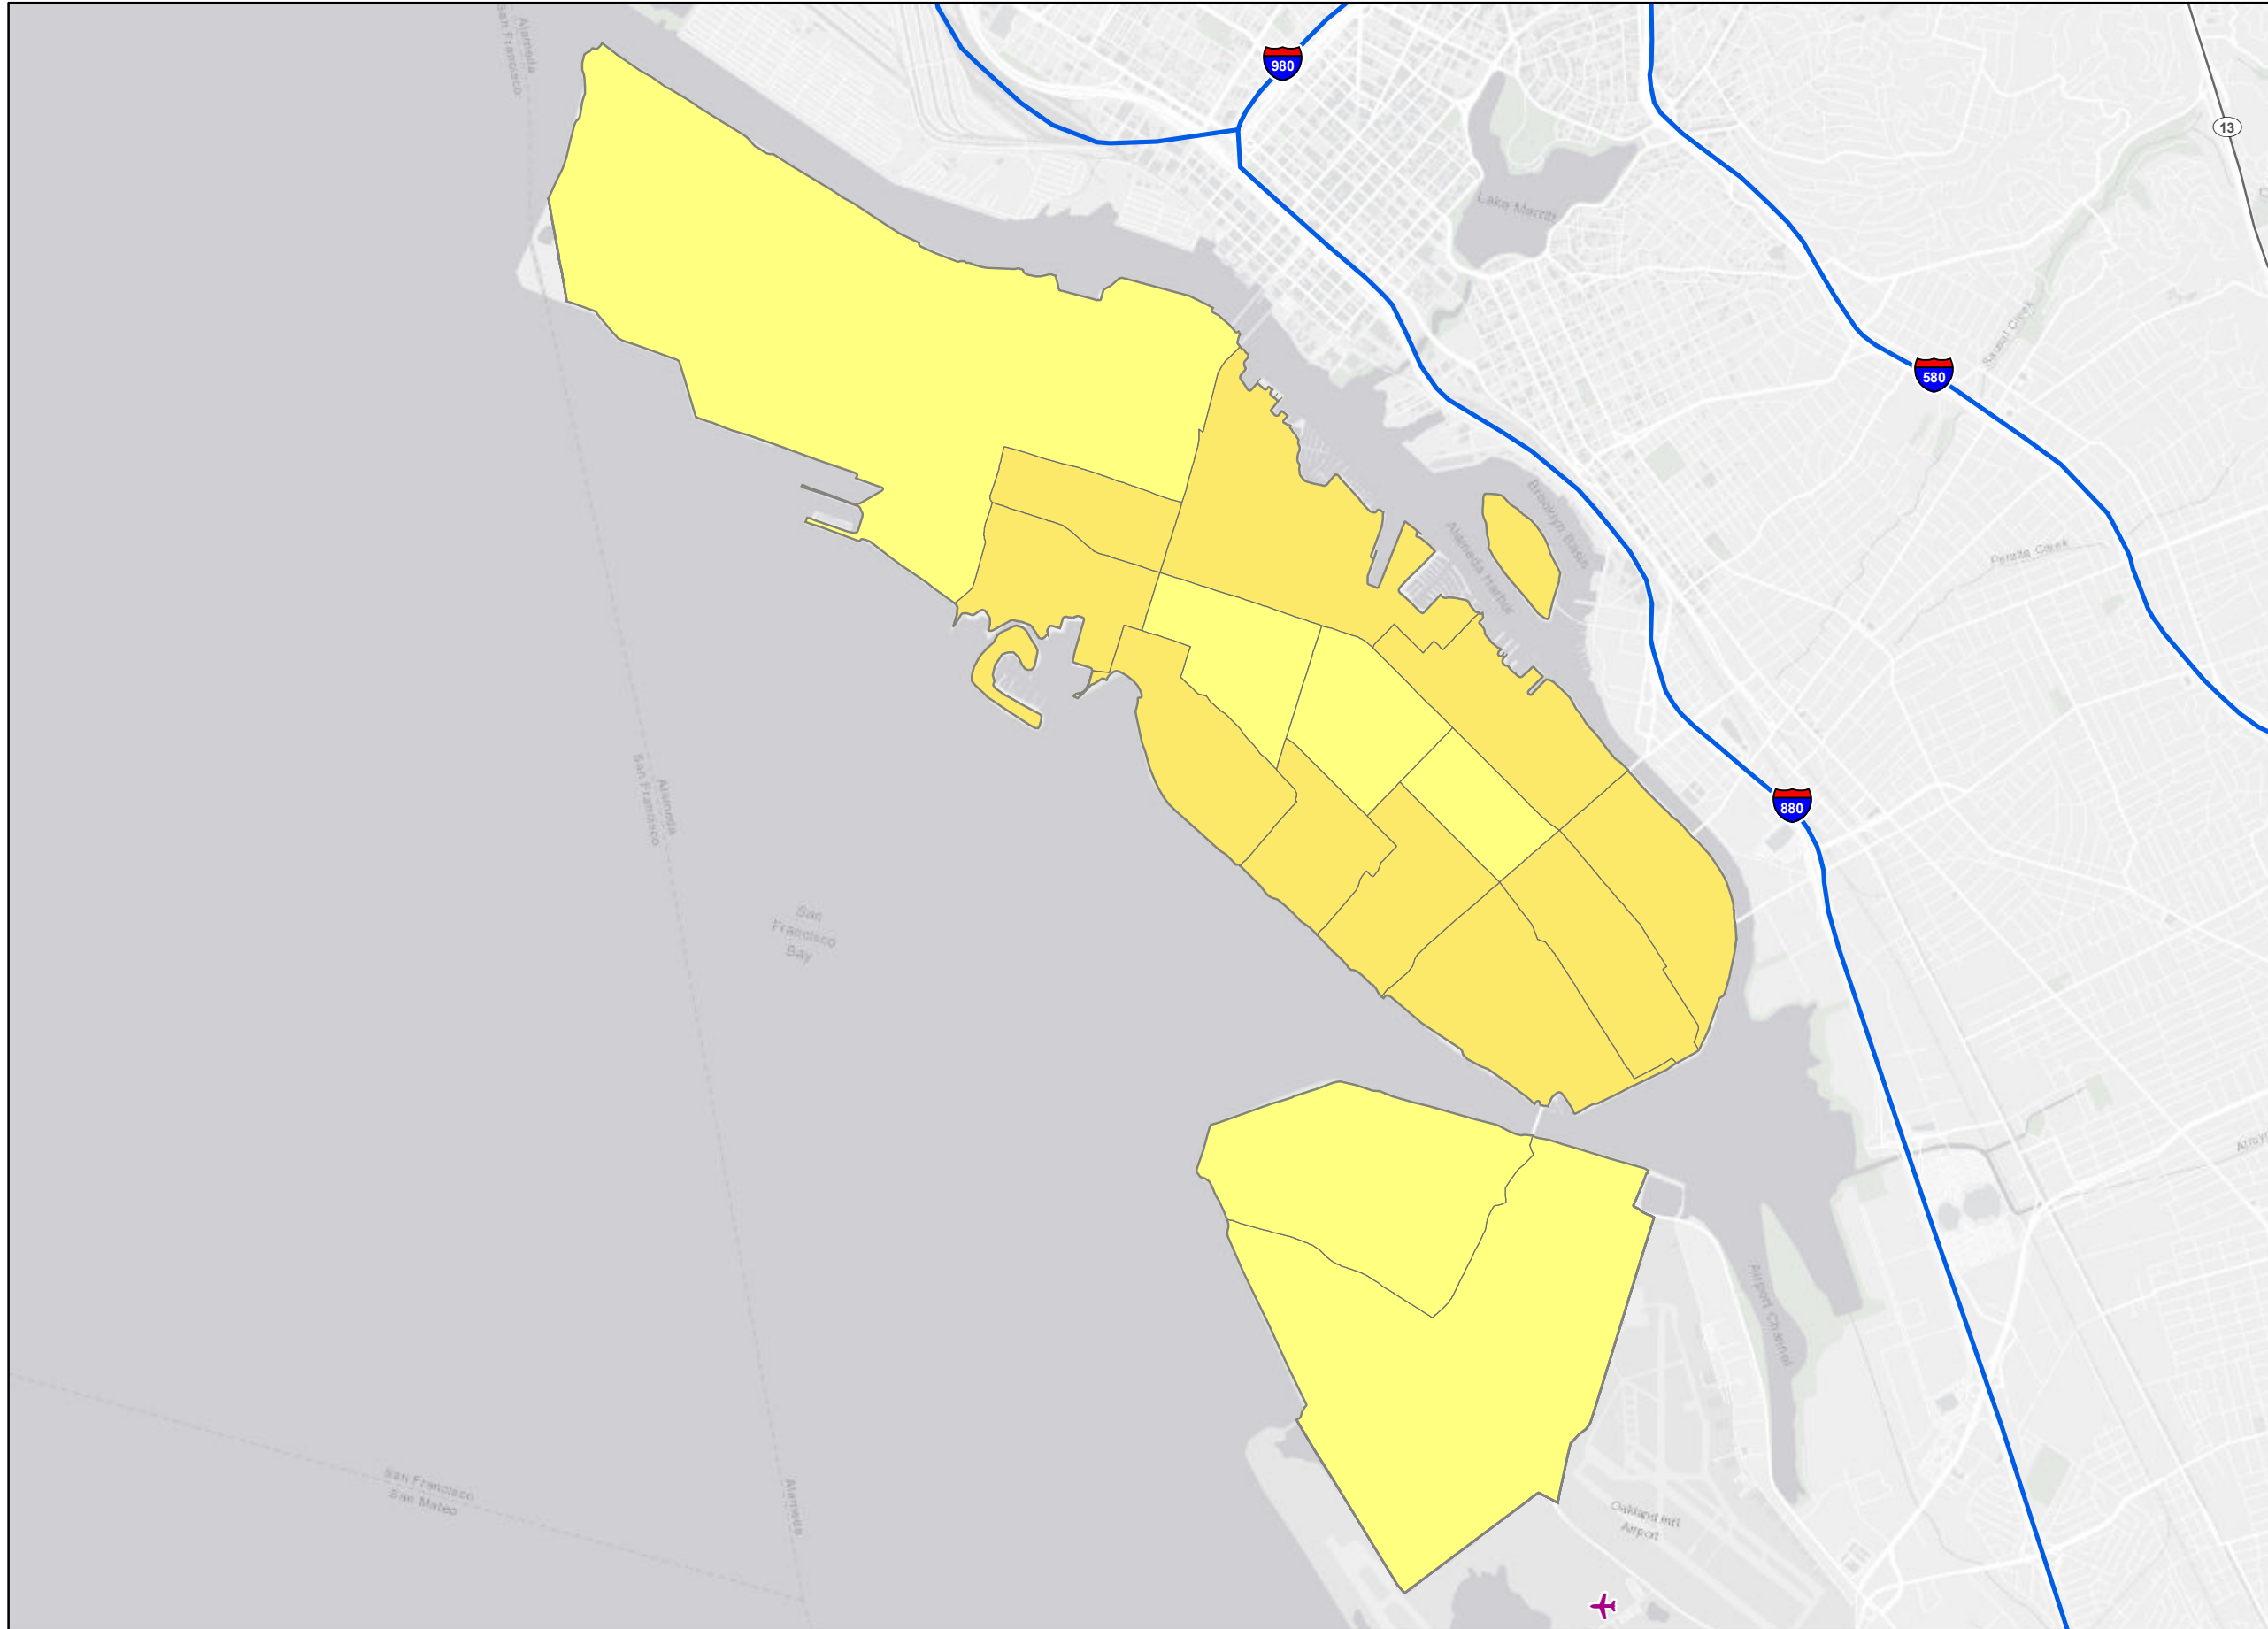 Alameda
San Francisco
980
13
Lake Merritt
Sausal Creek
580
Brooklyn Basin
Alameda Harbor
Peralta Creek
Alameda
San Francisco
880
San
Francisco
Bay
Airport Channel
San Francisco
San Mateo
Alameda
Oakland Int'l
Airport